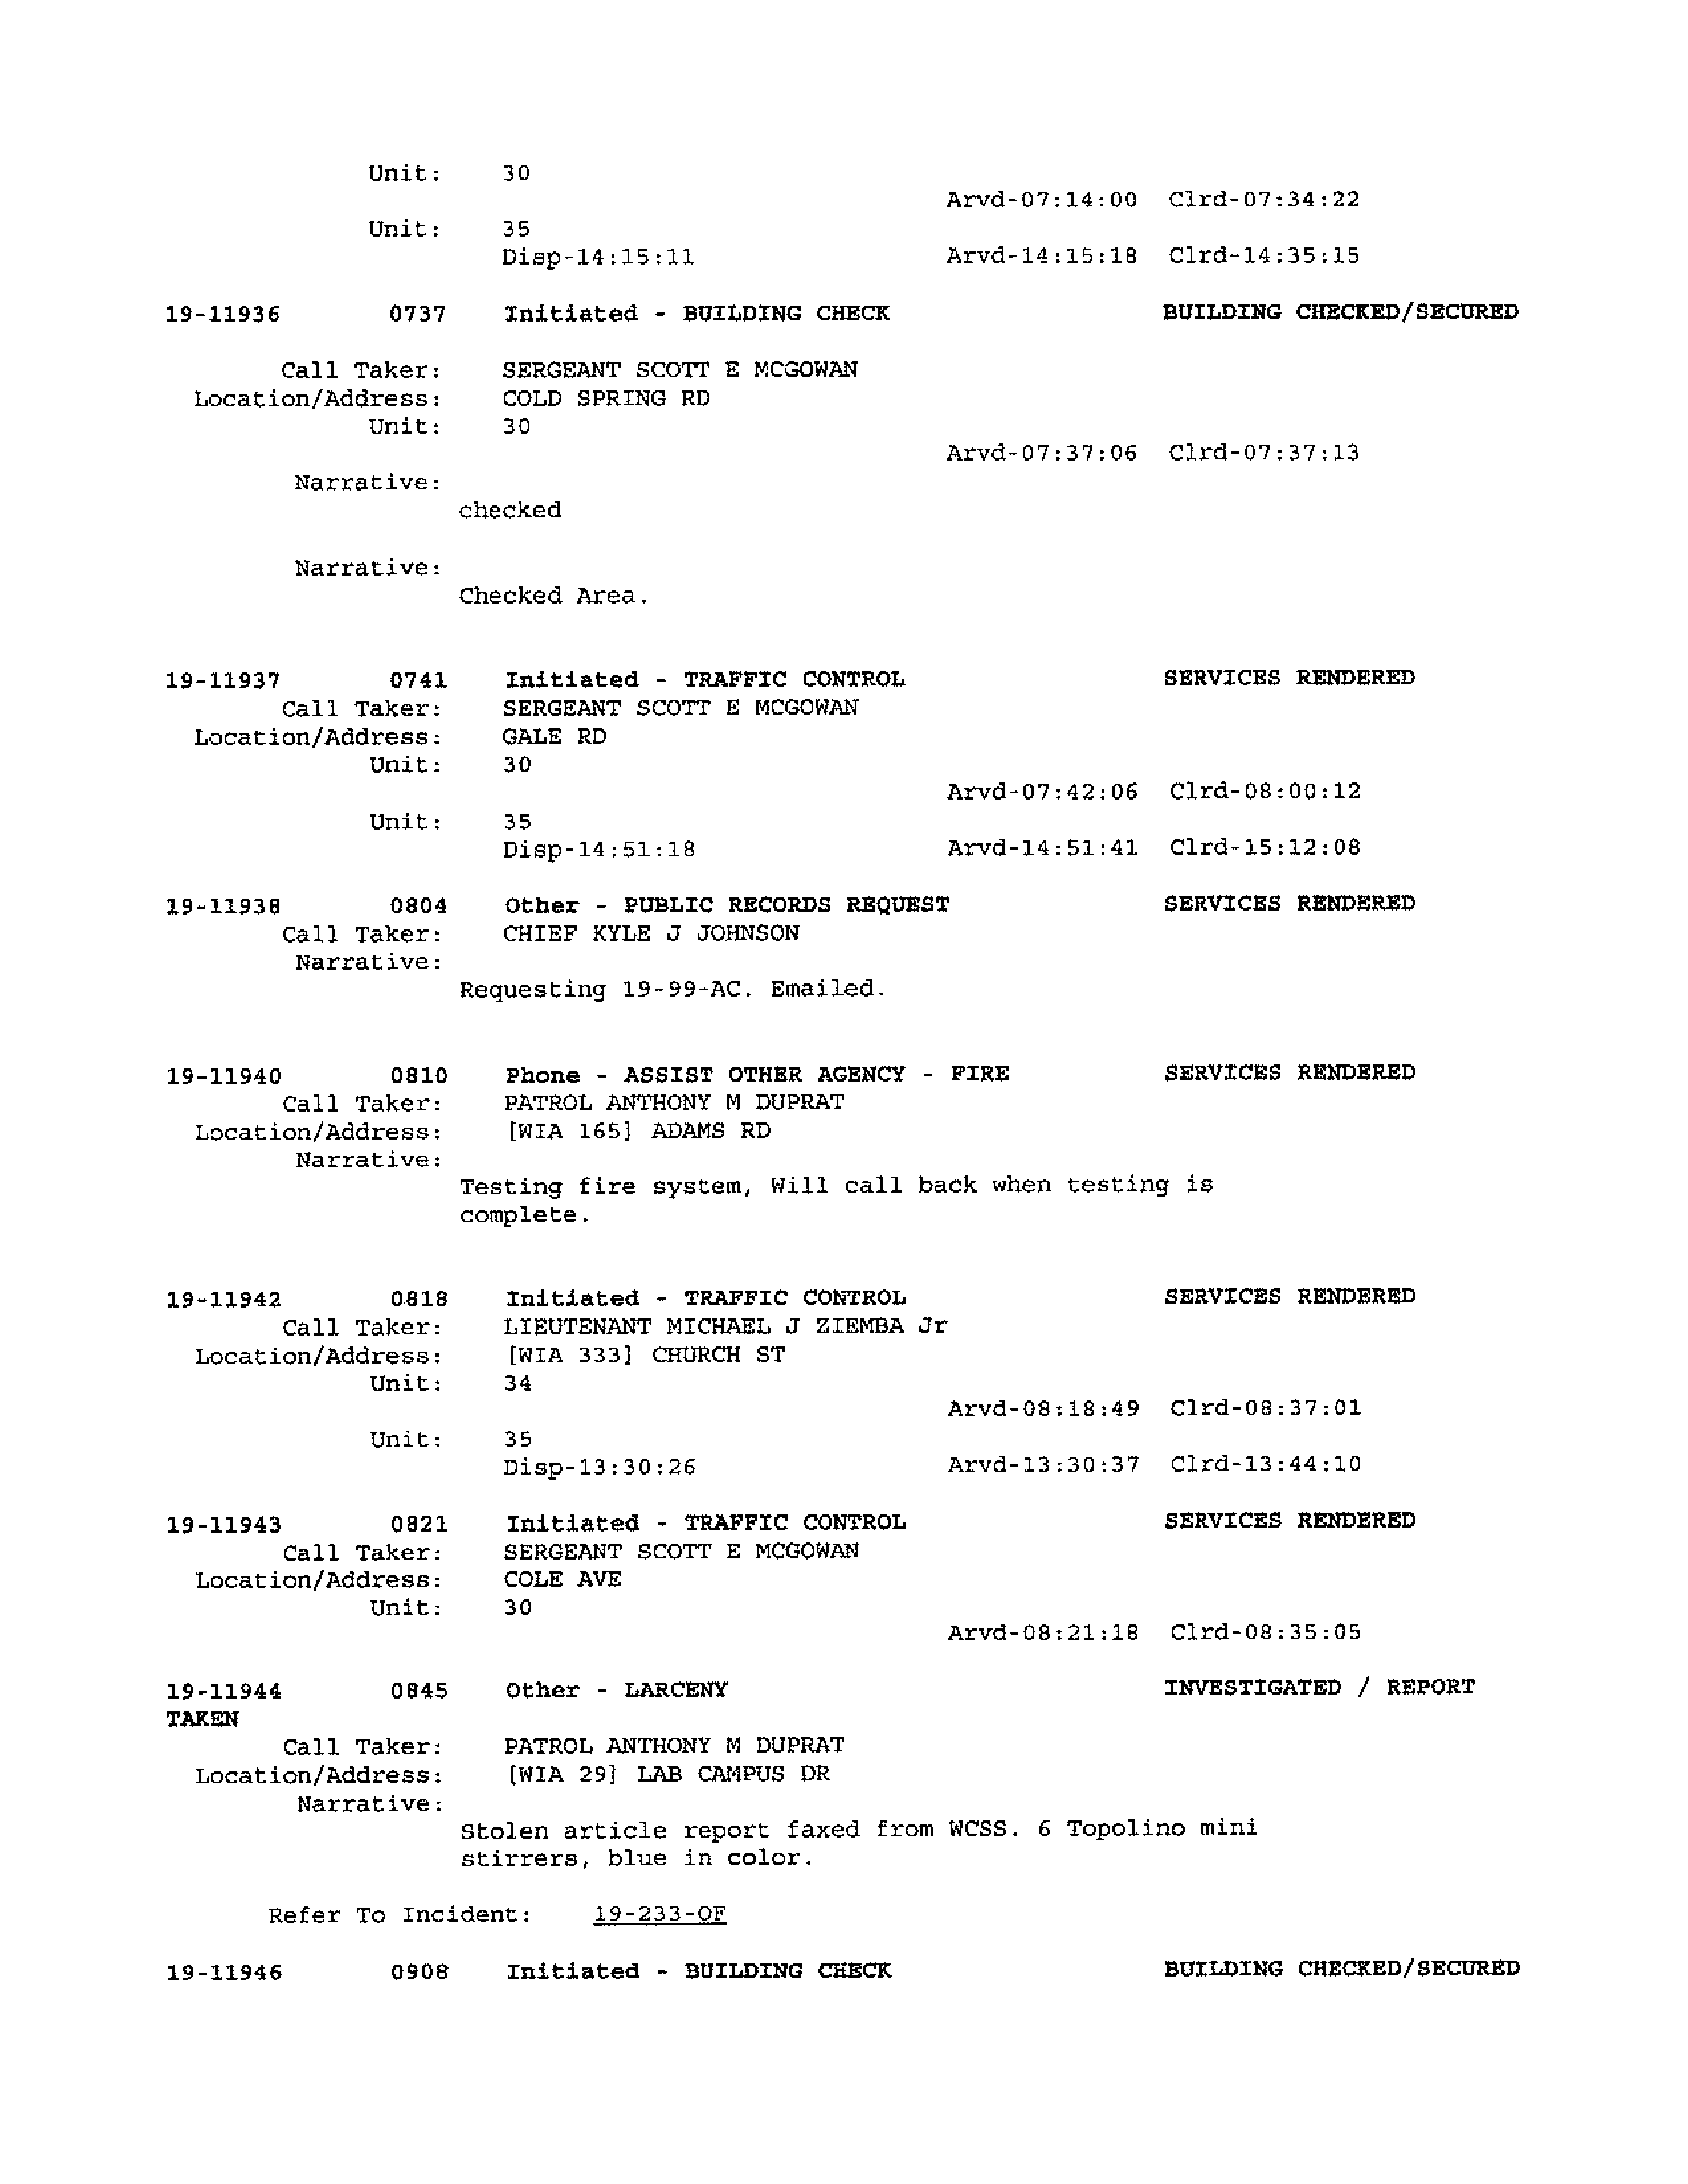 Unit: 30
Arvd-07:14:00 Clrd-07:34:22
Unit: 35
Disp-14:15:11 Arvd-14:15:18 Clrd-14:35:15
19-11936 0737 Initiated - BUILDING CHECK BUILDING CHECKED/SECURED
Call Taker: SERGEANT SCOTT E MCGOWAN
Location/Address: COLD SPRING RD
Unit: 30
Arvd-07:37:06 Clrd-07:37:13
Narrative:
checked
Narrative:
Checked Area.
19-11937 0741 Initiated - TRAFFIC CONTROL SERVICES RENDERED
Call Taker: SERGEANT SCOTT E MCGOWAN
Location/Address: GALE RD
Unit: 30
Arvd-07:42:06 Clrd-08:00:12
Unit: 35
Disp-14:51:18 Arvd-14:51:41 Clrd-15:12:08
19-11938 0804 Other - PUBLIC RECORDS REQUEST SERVICES RENDERED
Call Taker: CHIEF KYLE J JOHNSON
Narrative:
Requesting 19-99-AC. Emailed.
19-11940 0810 Phone - ASSIST OTHER AGENCY - FIRE SERVICES RENDERED
Call Taker: PATROL ANTHONY M DUPRAT
Location/Address: [WIA 165] ADAMS RD
Narrative:
Testing fire system, Will call back when testing is
complete.
19-11942 0818 Initiated - TRAFFIC CONTROL SERVICES RENDERED
Call Taker: LIEUTENANT MICHAEL J ZIEMBA Jr
Location/Address: [WIA 333] CHURCH ST
Unit: 34
Arvd-08:18:49 Clrd-08:37:01
Unit: 35
Disp-13:30:26 Arvd-13:30:37 Clrd-13:44:10
19-11943 0821 Initiated - TRAFFIC CONTROL SERVICES RENDERED
Call Taker: SERGEANT SCOTT E MCGOWAN
Location/Address: COLE AVE
Unit: 30
Arvd-08:21:18 Clrd-08:35:05
19-11944 0845 Other - LARCENY INVESTIGATED / REPORT
TAKEN
Call Taker: PATROL ANTHONY M DUPRAT
Location/Address: [WIA 29] LAB CAMPUS DR
Narrative:
Stolen article report faxed from WCSS. 6 Topolino mini
stirrers, blue in color.
Refer To Incident: 19-233-OF
19-11946 0908 Initiated - BUILDING CHECK BUILDING CHECKED/SECURED